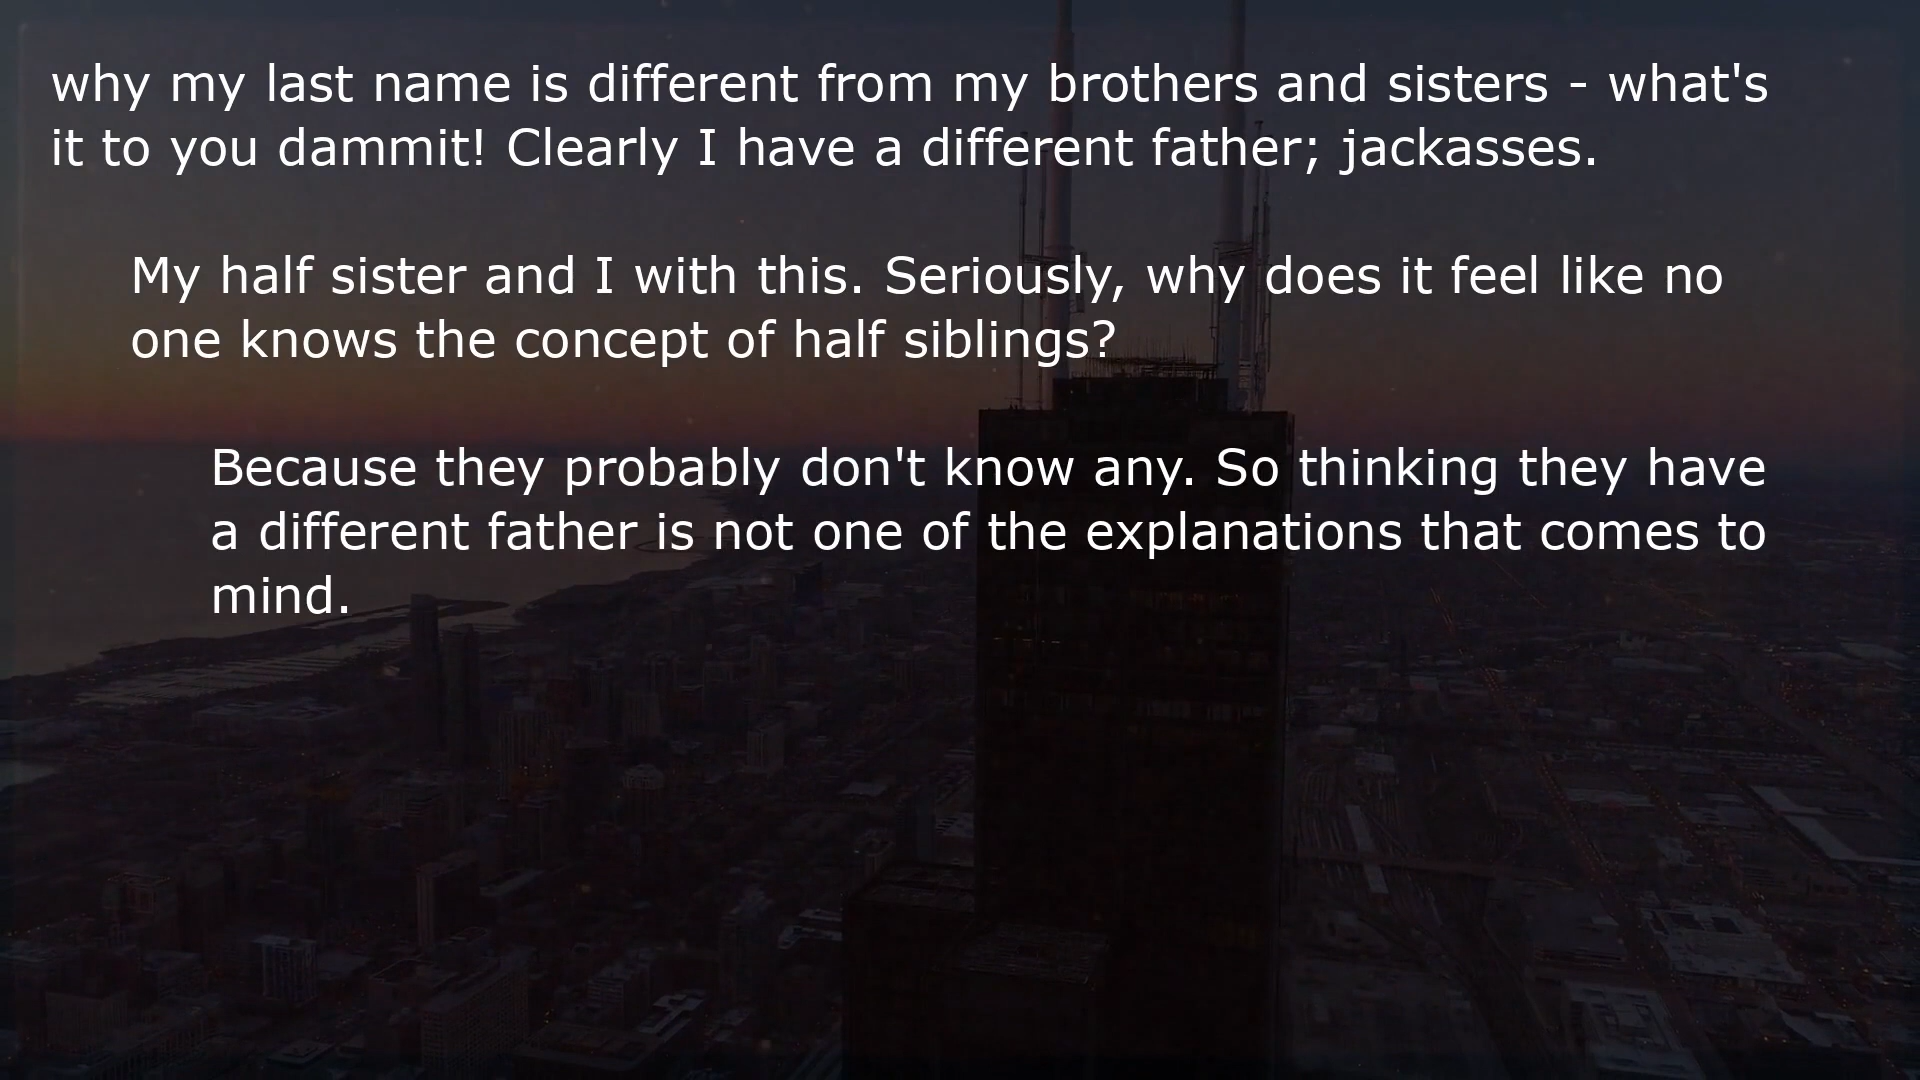 why my last name is different from my brothers and sisters - what's
it to you dammit! Clearly I have a different father; jackasses.
My half sister and I with this. Seriously, why does it feel like no
one knows the concept of half siblings?
Because they probably don't know any. So thinking they have
a different father is not one of the explanations that comes to
mind.